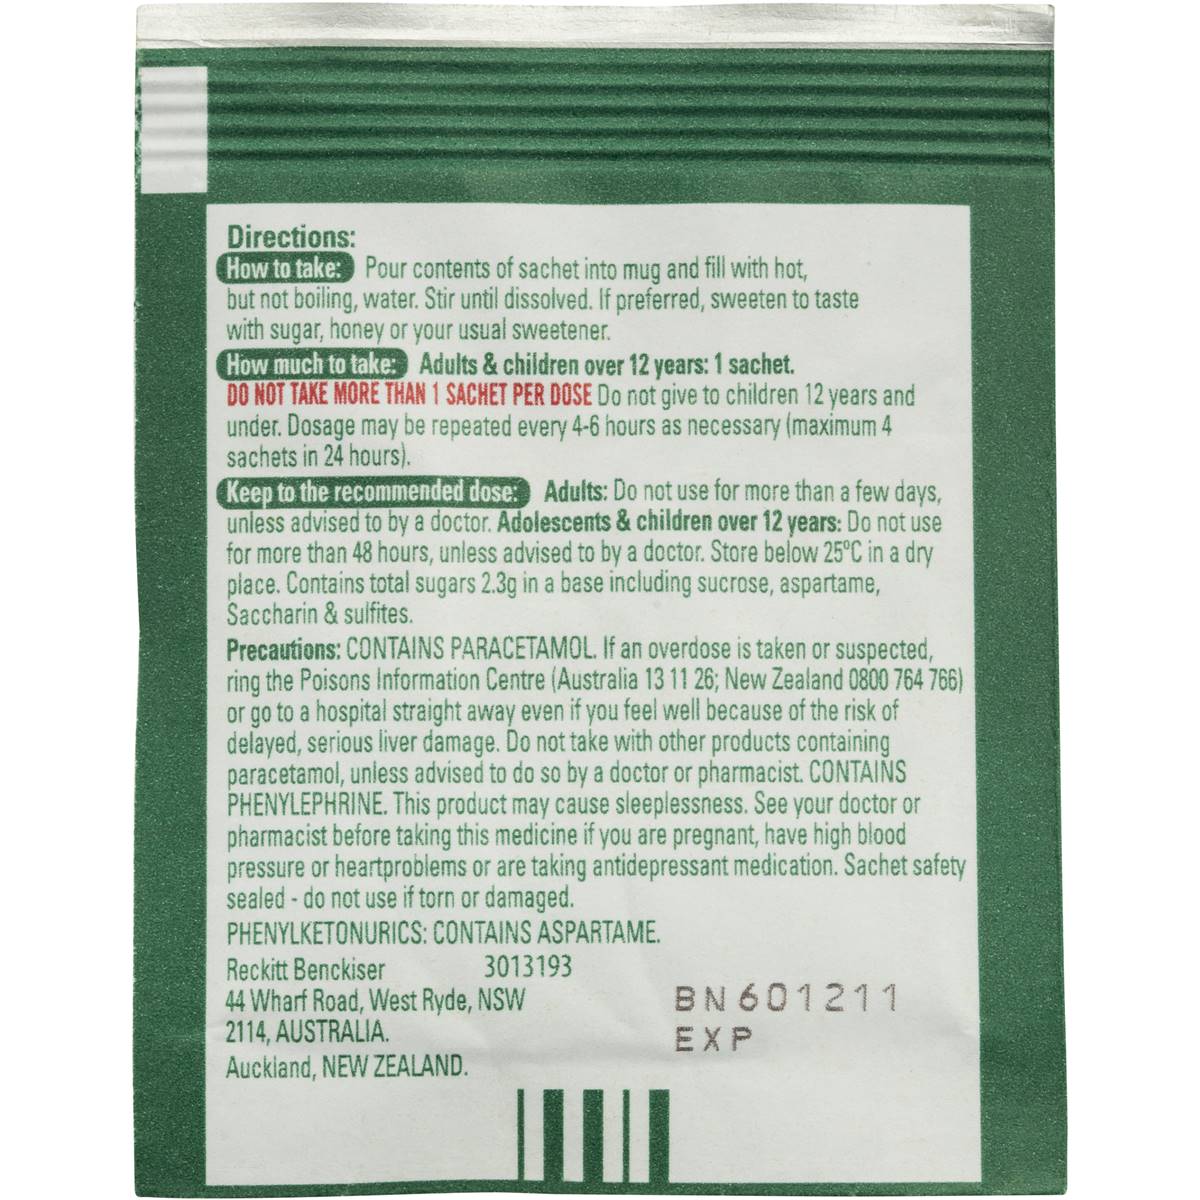 Directions:
How to take: Pour contents of sachet into mug and fill with hot,
but not boiling, water. Stir until dissolved. If preferred, sweeten to taste
with sugar, honey or your usual sweetener.
How much to take: Adults & children over 12 years: 1 sachet.
DO NOT TAKE MORE THAN 1 SACHET PER DOSE Do not give to children 12 years and
under. Dosage may be repeated every 4-6 hours as necessary (maximum 4
sachets in 24 hours).
Keep to the recommended dose: Adults: Do not use for more than a few days,
unless advised to by a doctor. Adolescents & children over 12 years: Do not use
for more than 48 hours, unless advised to by a doctor. Store below 25°C in a dry
place. Contains total sugars 2.3g in a base including sucrose, aspartame,
Saccharin & sulfites.
Precautions: CONTAINS PARACETAMOL. If an overdose is taken or suspected,
ring the Poisons Information Centre (Australia 13 11 26; New Zealand 0800 764 766)
or go to a hospital straight away even if you feel well because of the risk of
delayed, serious liver damage. Do not take with other products containing
paracetamol, unless advised to do so by a doctor or pharmacist. CONTAINS
PHENYLEPHRINE. This product may cause sleeplessness. See your doctor or
pharmacist before taking this medicine if you are pregnant, have high blood
pressure or heartproblems or are taking antidepressant medication. Sachet safety
sealed - do not use if torn or damaged.
PHENYLKETONURICS: CONTAINS ASPARTAME.
Reckitt Benckiser 3013193
44 Wharf Road, West Ryde, NSW
2114, AUSTRALIA.
Auckland, NEW ZEALAND.
BN601211
EXP